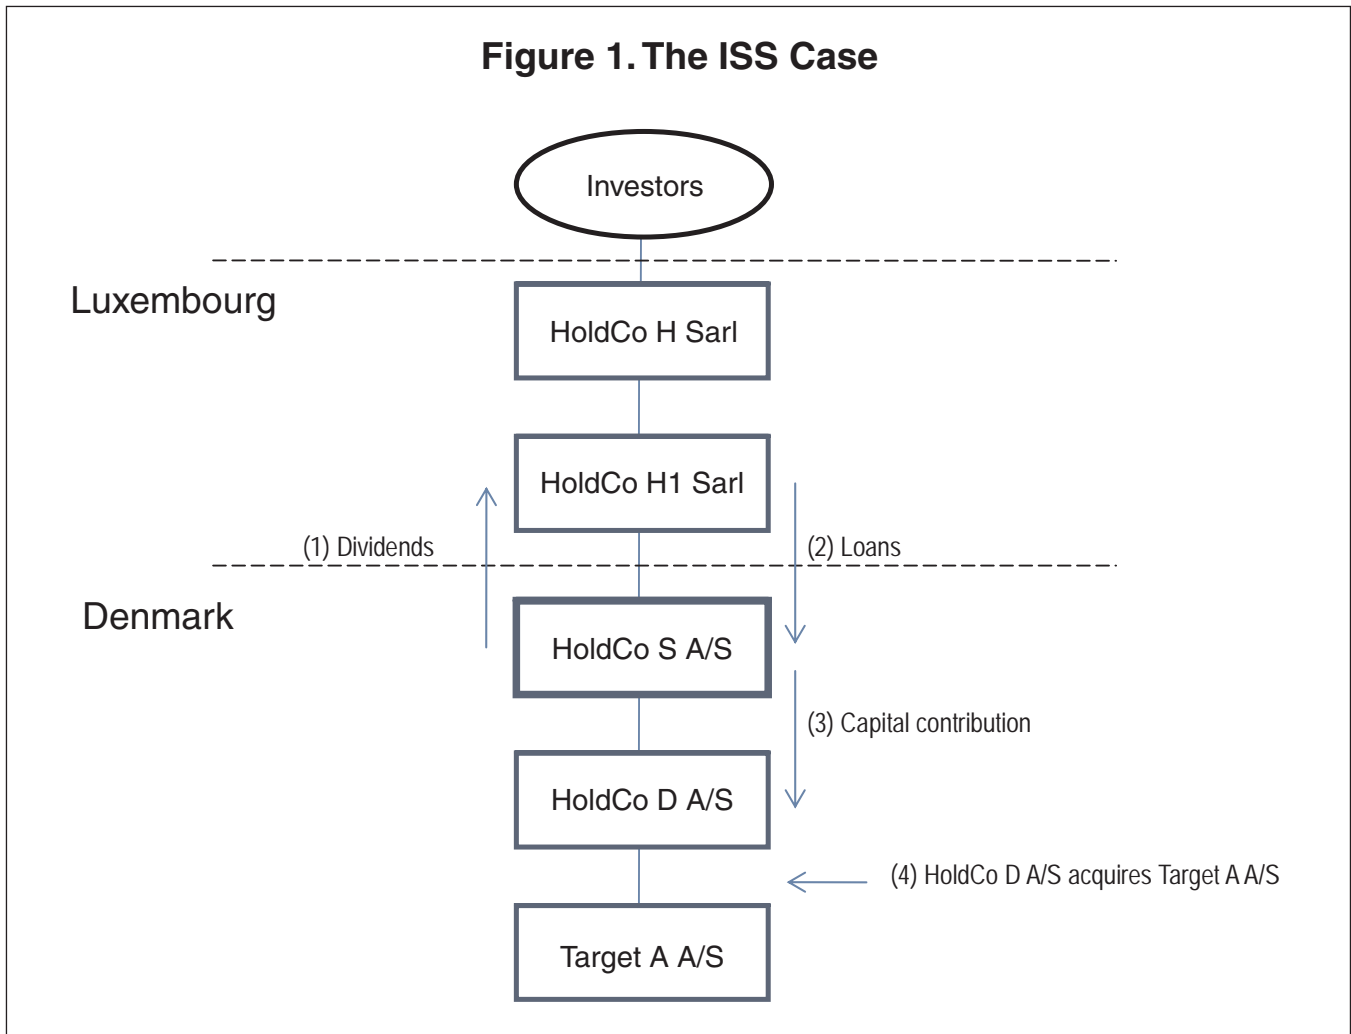 Figure 1. The ISS Case
Investors
Luxembourg
HoldCo H Sarl
HoldCo H1 Sarl
(1) Dividends
(2) Loans
Denmark
HoldCo S A/S
(3) Capital contribution
HoldCo D A/S
(4) HoldCo D A/S acquires Target A A/S
Target A A/S